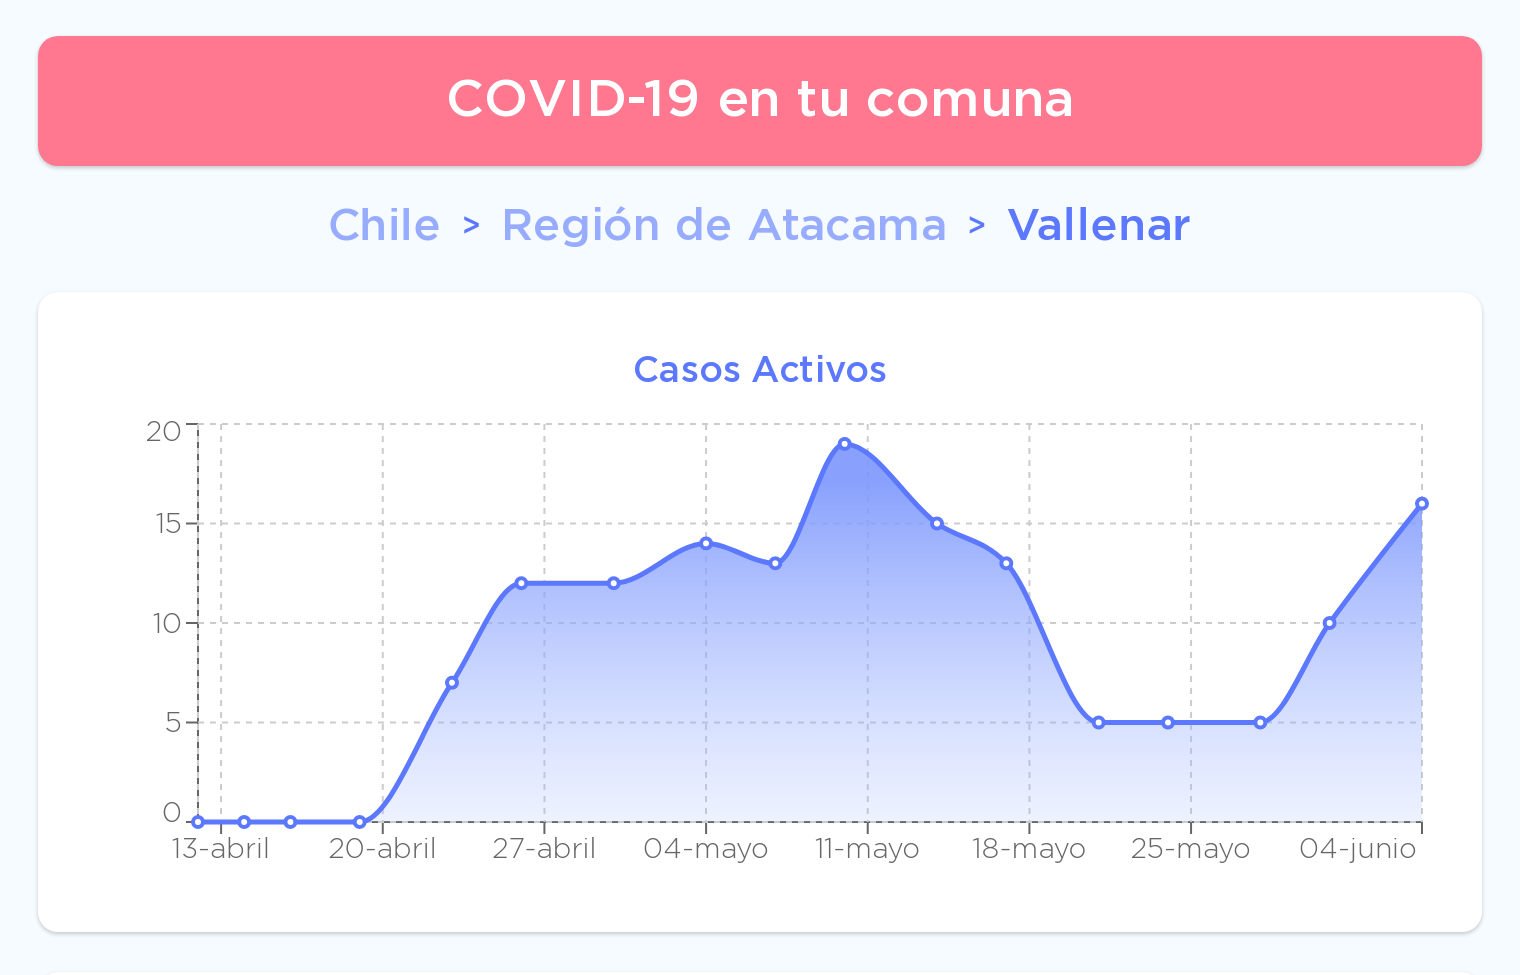 COVID-19 en tu comuna
Chile > Región de Atacama > Vallenar
Casos Activos
20
15
10
5
0
13-abril 20-abril 27-abril 04-mayo 11-mayo 18-mayo 25-mayo 04-junio